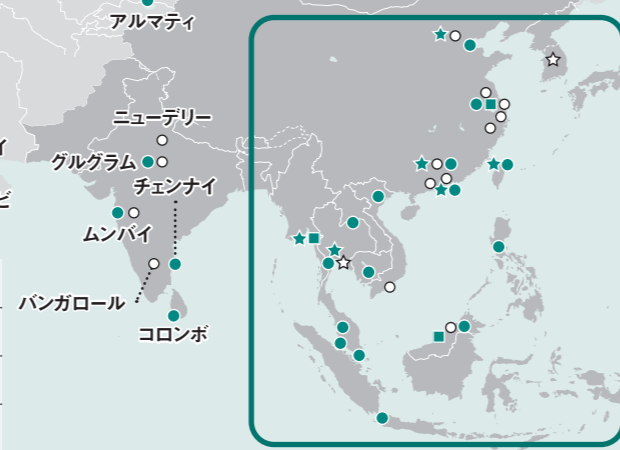 アルマティ
ニューデリー
グルグラム
チェンナイ
ムンバイ
バンガロール
コロンボ
ビ